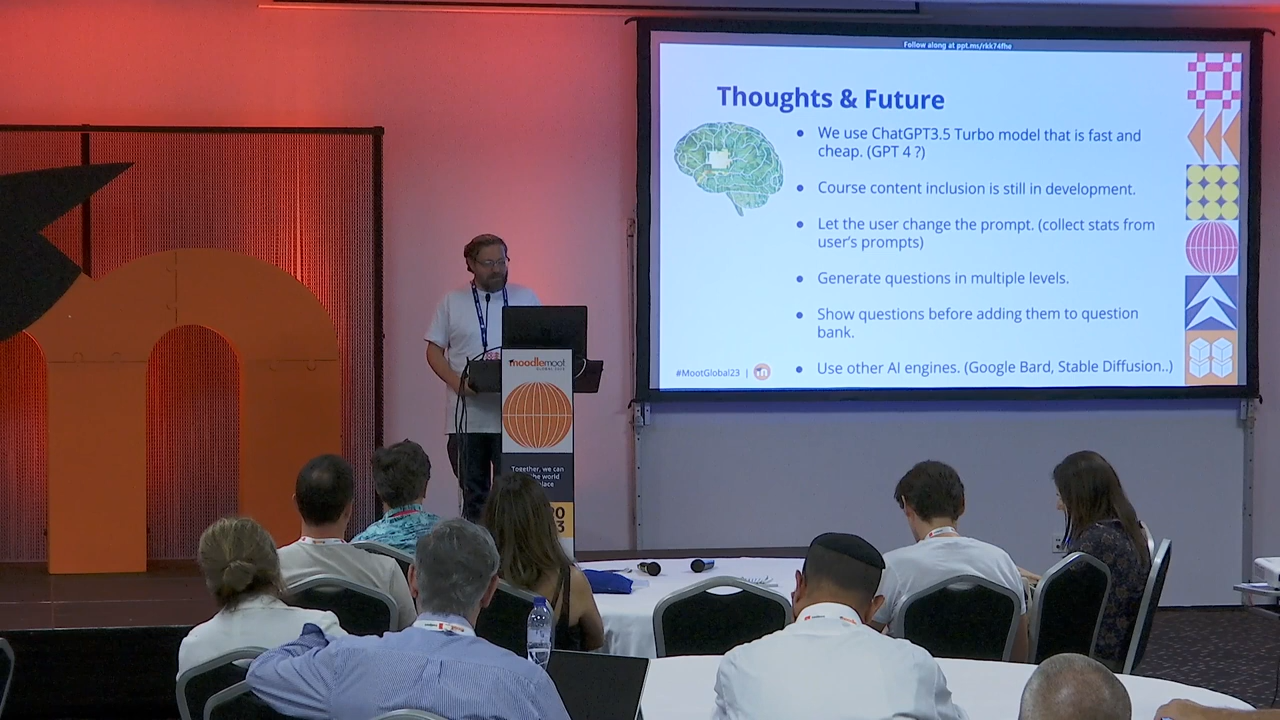 Follow along at ppt.ms/rkk74fhe
Thoughts & Future
We use ChatGPT3.5 Turbo model that is fast and
cheap. (GPT 4 ?)
Course content inclusion is still in development.
Let the user change the prompt. (collect stats from
user's prompts)
Generate questions in multiple levels.
Show questions before adding them to question
bank.
Use other AI engines. (Google Bard, Stable Diffusion..)
#MootGlobal23 |
moodlemoot
GLOBAL 2023
Together, we can
the world
place